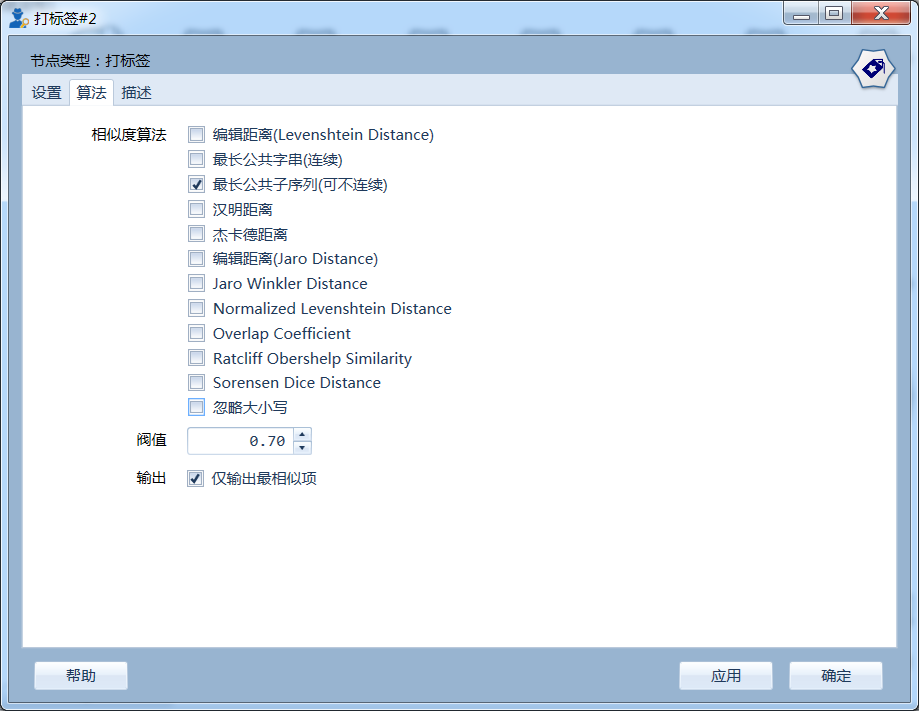 打标签#2
节点类型：打标签
设置 算法 描述
相似度算法 编辑距离(Levenshtein Distance)
最长公共字串(连续)
最长公共子序列(可不连续)
汉明距离
杰卡德距离
编辑距离(Jaro Distance)
Jaro Winkler Distance
Normalized Levenshtein Distance
Overlap Coefficient
Ratcliff Obershelp Similarity
Sorensen Dice Distance
忽略大小写
阀值 0.70
输出 仅输出最相似项
帮助 应用 确定